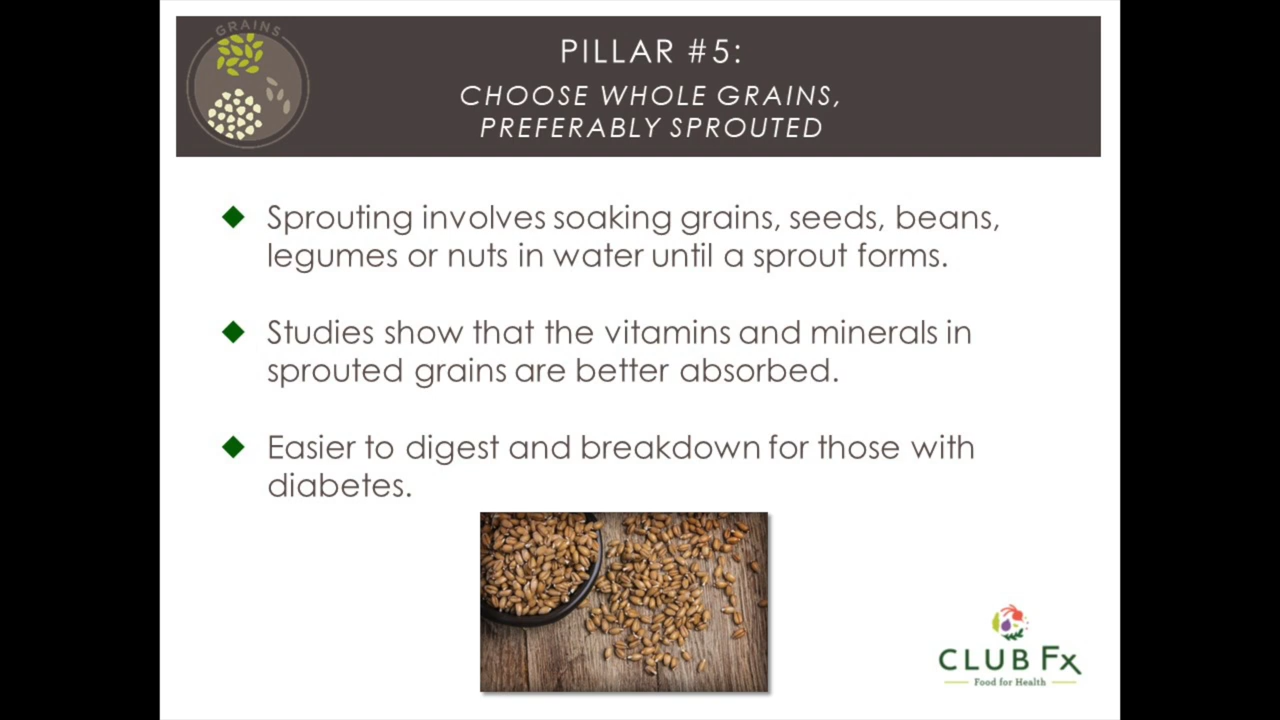 GRAINS
PILLAR #5:
CHOOSE WHOLE GRAINS,
PREFERABLY SPROUTED
Sprouting involves soaking grains, seeds, beans,
legumes or nuts in water until a sprout forms.
Studies show that the vitamins and minerals in
sprouted grains are better absorbed.
Easier to digest and breakdown for those with
diabetes.
CLUB Fx
Food for Health